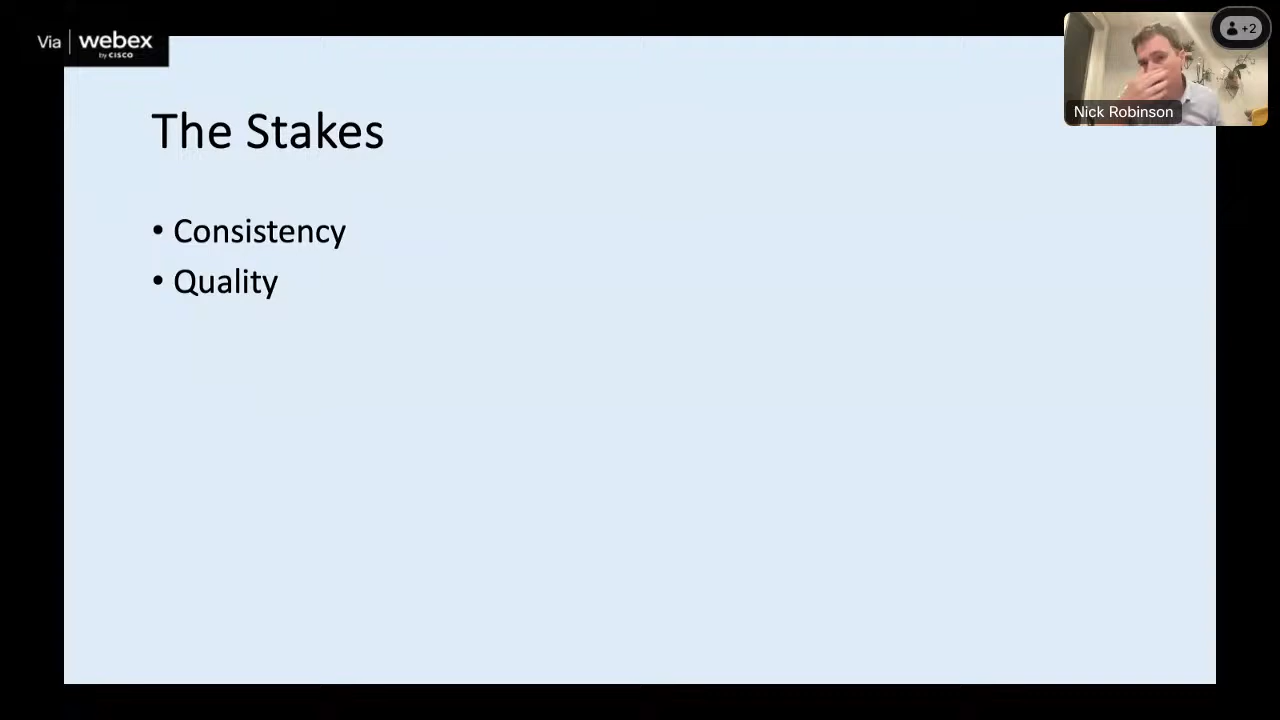 Via webex
by CISCO
+2
Nick Robinson
The Stakes
• Consistency
• Quality